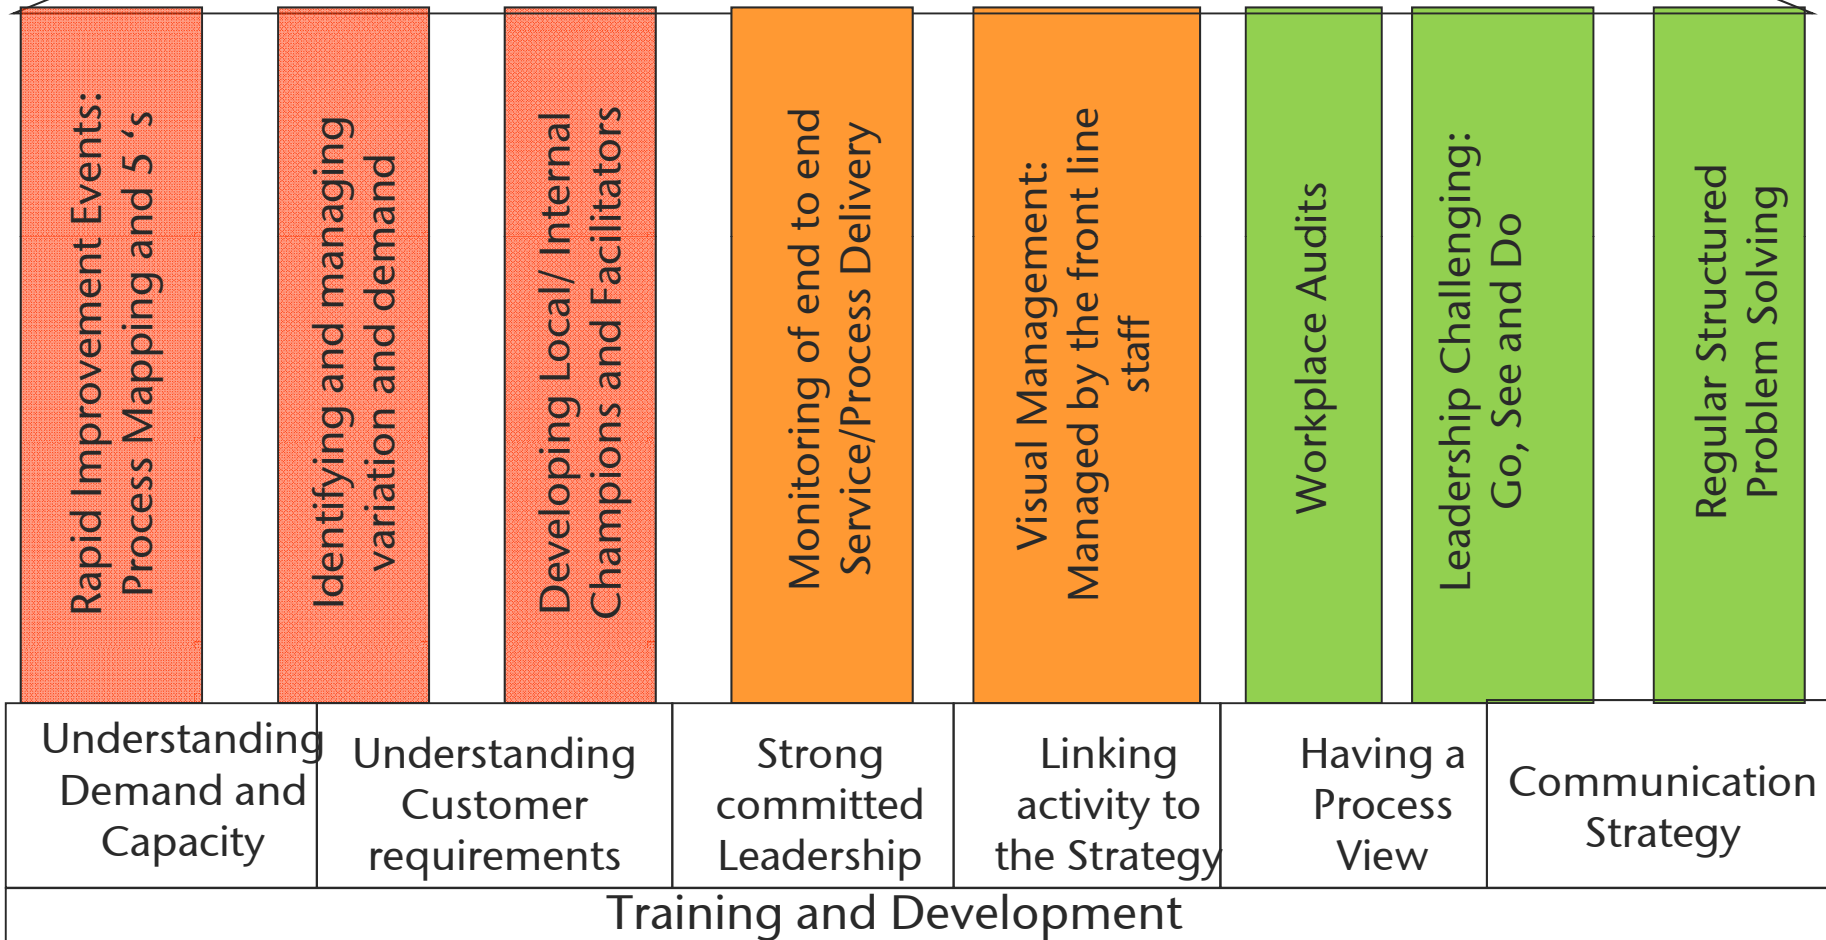 Rapid Improvement Events:
Process Mapping and 5 ‘s
Identifying and managing
variation and demand
Developing Local/ Internal
Champions and Facilitators
Monitoring of end to end
Service/Process Delivery
Visual Management:
Managed by the front line
staff
Workplace Audits
Leadership Challenging:
Go, See and Do
Regular Structured
Problem Solving
Understanding
Demand and
Capacity
Understanding
Customer
requirements
Strong
committed
Leadership
Linking
activity to
the Strategy
Having a
Process
View
Communication
Strategy
Training and Development